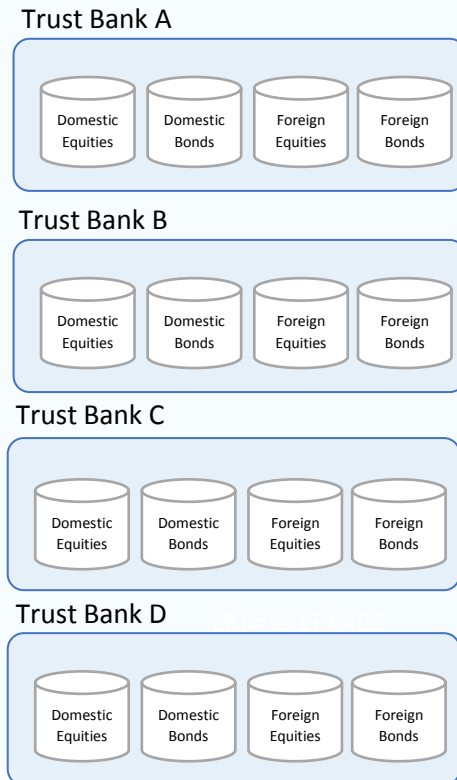 Trust Bank A
Domestic Domestic Foreign Foreign
Equities Bonds Equities Bonds
Trust Bank B
Domestic Domestic Foreign Foreign
Equities Bonds Equities Bonds
Trust Bank C
Domestic Domestic Foreign Foreign
Equities Bonds Equities Bonds
Trust Bank D
Domestic Domestic Foreign Foreign
Equities Bonds Equities Bonds